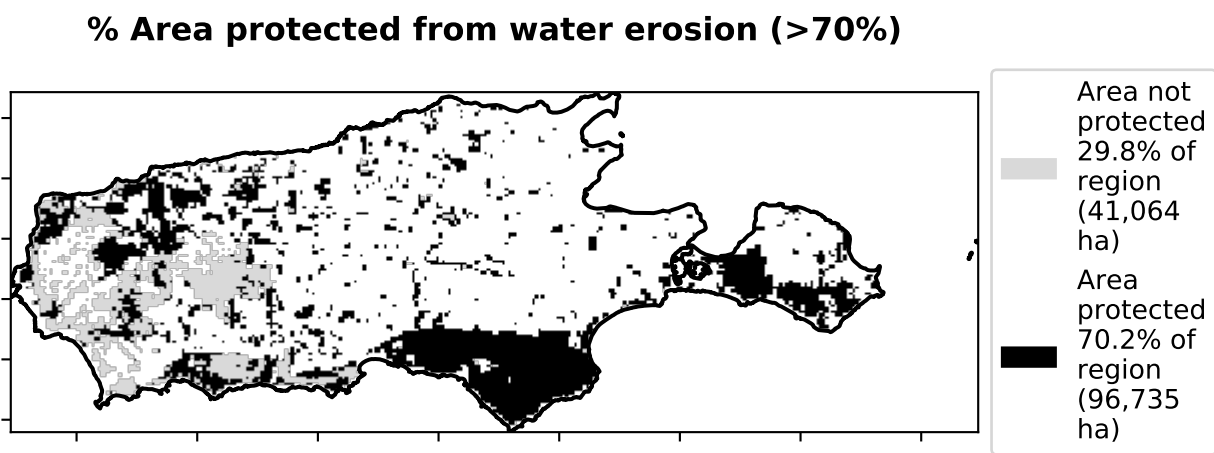 % Area protected from water erosion (>70%)
Area not
protected
29.8% of
region
(41,064
ha)
Area
protected
70.2% of
region
(96,735
ha)